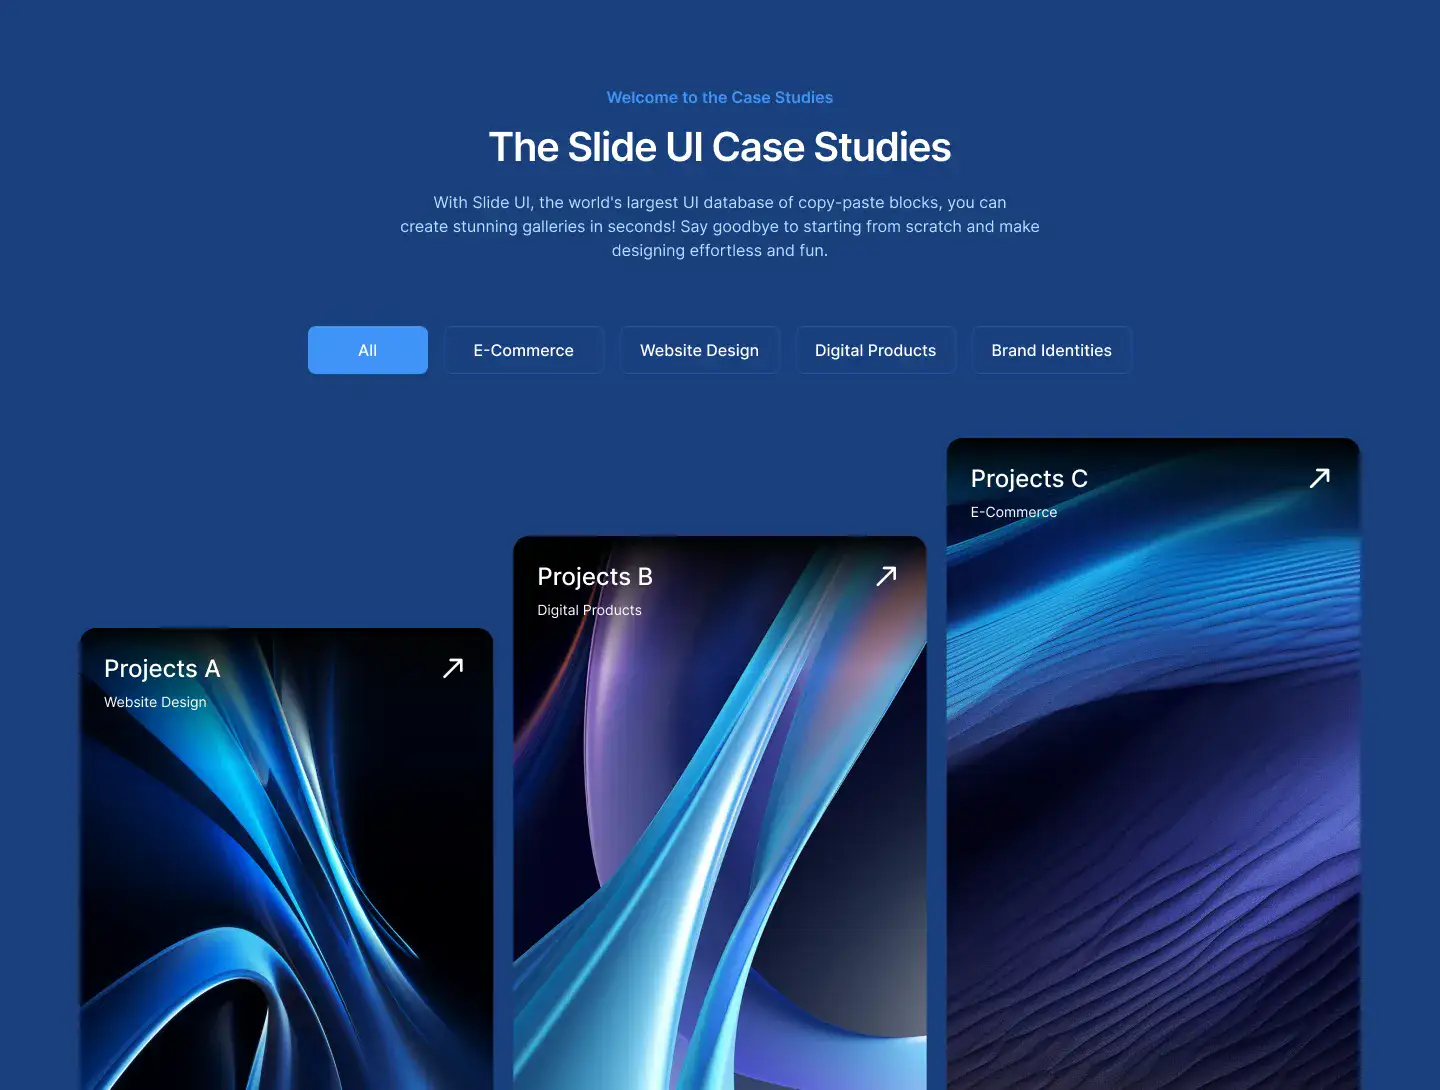 Welcome to the Case Studies
The Slide UI Case Studies
With Slide UI, the world's largest UI database of copy-paste blocks, you can
create stunning galleries in seconds! Say goodbye to starting from scratch and make
designing effortless and fun.
All
E-Commerce
Website Design
Digital Products
Brand Identities
Projects A
Website Design
Projects B
Digital Products
Projects C
E-Commerce